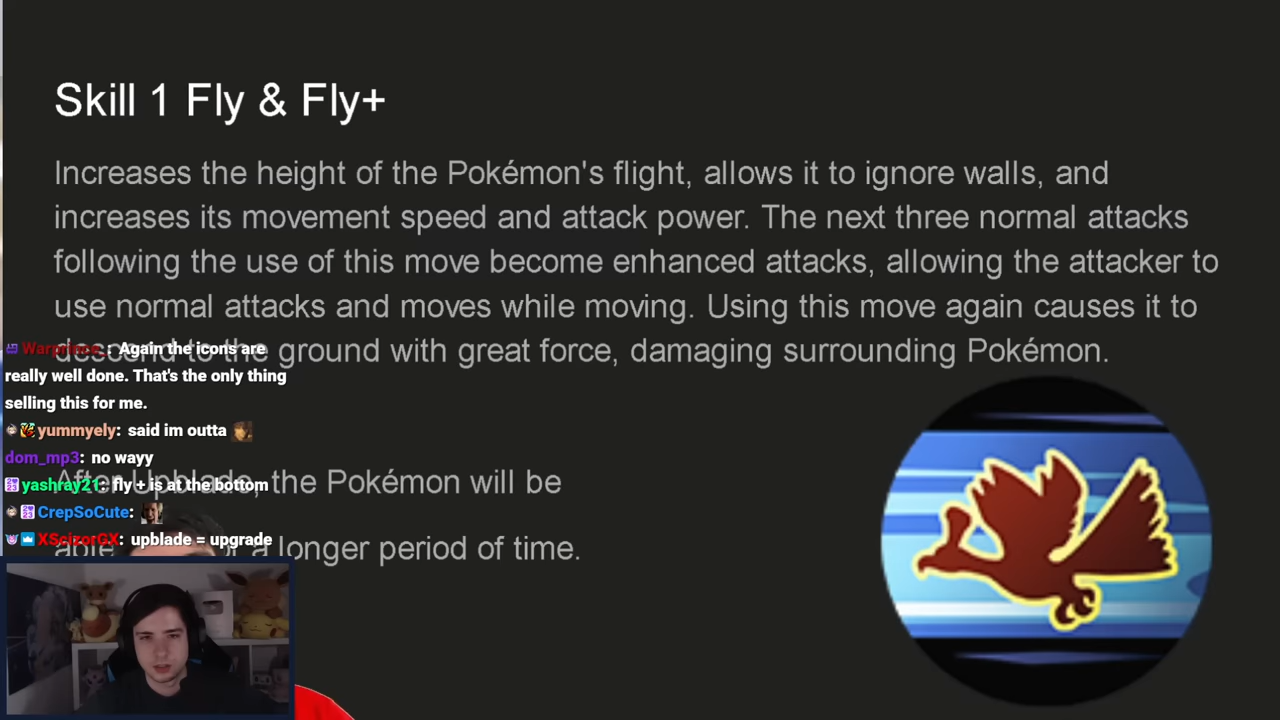 Skill 1 Fly & Fly+
Increases the height of the Pokémon's flight, allows it to ignore walls, and
increases its movement speed and attack power. The next three normal attacks
following the use of this move become enhanced attacks, allowing the attacker to
use normal attacks and moves while moving. Using this move again causes it to
descend to the ground with great force, damaging surrounding Pokémon.
After Upblade, the Pokémon will be
a longer period of time.
: Again the icons are
really well done. That's the only thing
selling this for me.
yummyely: said im outta
dom_mp3: no wayy
yashray21: fly + is at the bottom
CrepSoCute:
XScizorGX: upblade = upgrade